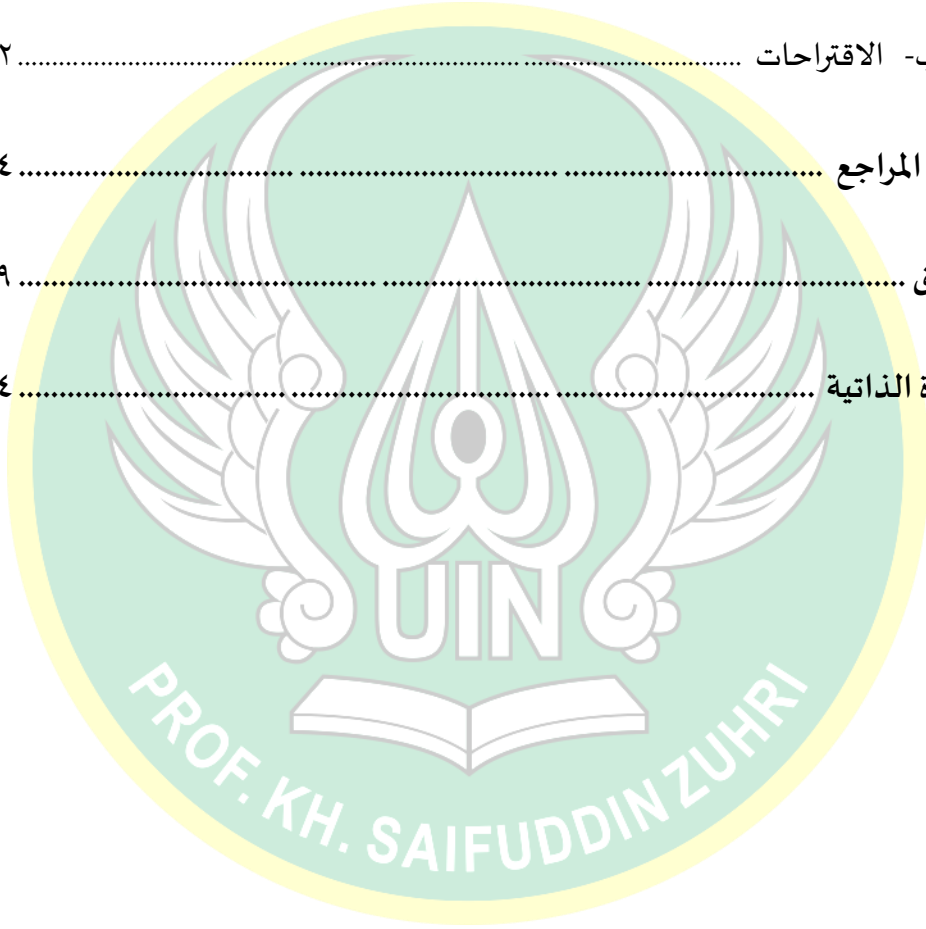 - الاقتراحات ........................................ ٢
المراجع ........................................ ٤
........................................ ٩
الذاتية ........................................ ٤
UIN
PROF. KH. SAIFUDDIN ZUHRI